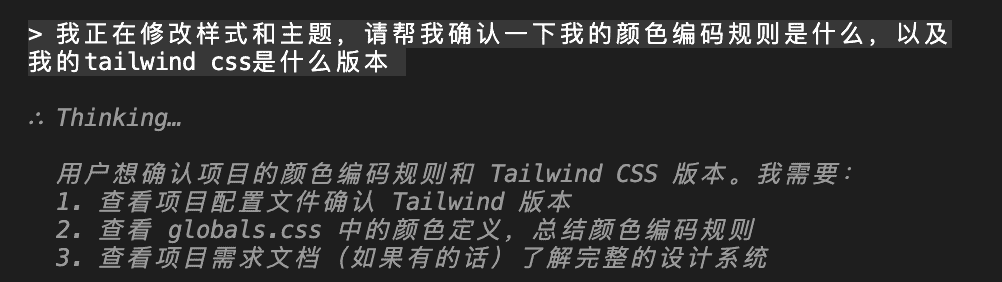 > 我正在修改样式和主题，请帮我确认一下我的颜色编码规则是什么，以及
我的tailwind css是什么版本
∴ Thinking…
用户想确认项目的颜色编码规则和 Tailwind CSS 版本。我需要：
1. 查看项目配置文件确认 Tailwind 版本
2. 查看 globals.css 中的颜色定义，总结颜色编码规则
3. 查看项目需求文档（如果有的话）了解完整的设计系统